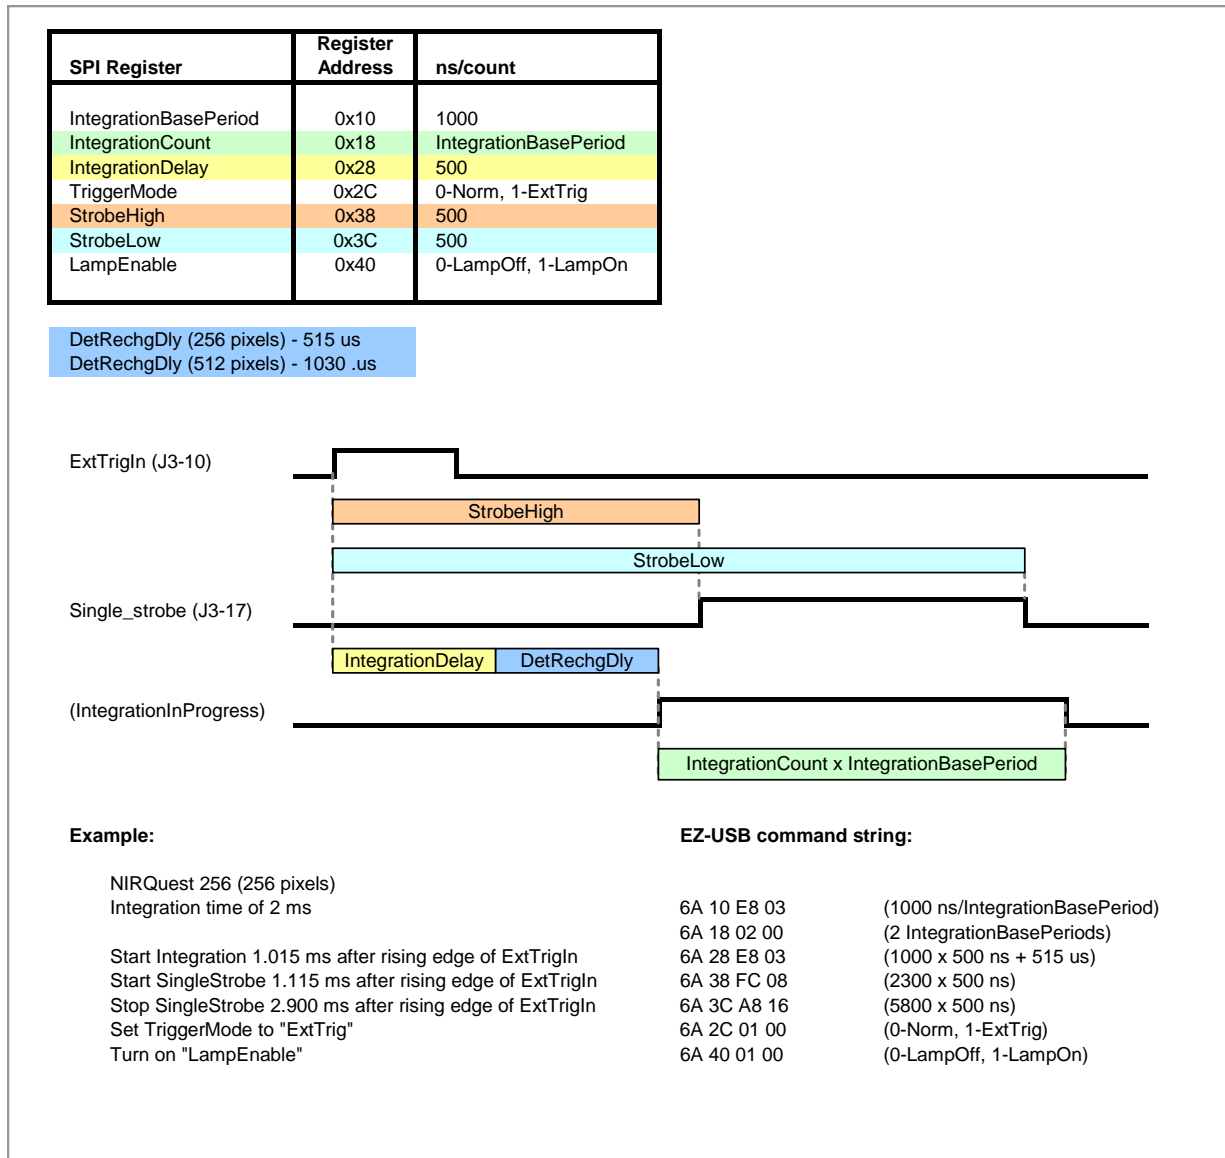 SPI Register Register Address ns/count
IntegrationBasePeriod 0x10 1000
IntegrationCount 0x18 IntegrationBasePeriod
IntegrationDelay 0x28 500
TriggerMode 0x2C 0-Norm, 1-ExtTrig
StrobeHigh 0x38 500
StrobeLow 0x3C 500
LampEnable 0x40 0-LampOff, 1-LampOn
DetRechgDly (256 pixels) - 515 us
DetRechgDly (512 pixels) - 1030 .us
ExtTrigIn (J3-10)
StrobeHigh
StrobeLow
Single_strobe (J3-17)
IntegrationDelay DetRechgDly
(IntegrationInProgress)
IntegrationCount x IntegrationBasePeriod
Example: EZ-USB command string:
NIRQuest 256 (256 pixels)
Integration time of 2 ms 6A 10 E8 03 (1000 ns/IntegrationBasePeriod)
6A 18 02 00 (2 IntegrationBasePeriods)
Start Integration 1.015 ms after rising edge of ExtTrigIn 6A 28 E8 03 (1000 x 500 ns + 515 us)
Start SingleStrobe 1.115 ms after rising edge of ExtTrigIn 6A 38 FC 08 (2300 x 500 ns)
Stop SingleStrobe 2.900 ms after rising edge of ExtTrigIn 6A 3C A8 16 (5800 x 500 ns)
Set TriggerMode to "ExtTrig" 6A 2C 01 00 (0-Norm, 1-ExtTrig)
Turn on "LampEnable" 6A 40 01 00 (0-LampOff, 1-LampOn)